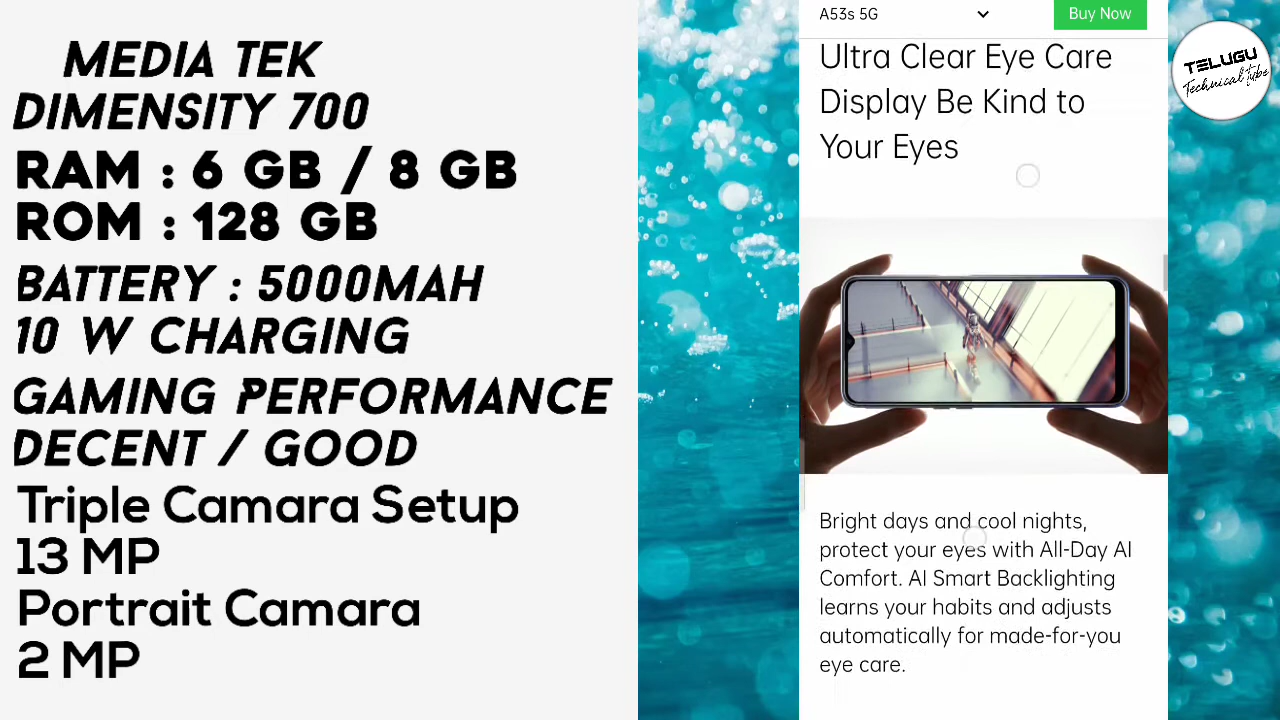 MEDIA TEK
DIMENSITY 700
RAM : 6 GB / 8 GB
ROM : 128 GB
BATTERY : 5000MAH
10 W CHARGING
GAMING PERFORMANCE
DECENT / GOOD
Triple Camara Setup
13 MP
Portrait Camara
2 MP
A53s 5G
Buy Now
Ultra Clear Eye Care
Display Be Kind to
Your Eyes
Bright days and cool nights,
protect your eyes with All-Day AI
Comfort. AI Smart Backlighting
learns your habits and adjusts
automatically for made-for-you
eye care.
TELUGU
Technical tybe